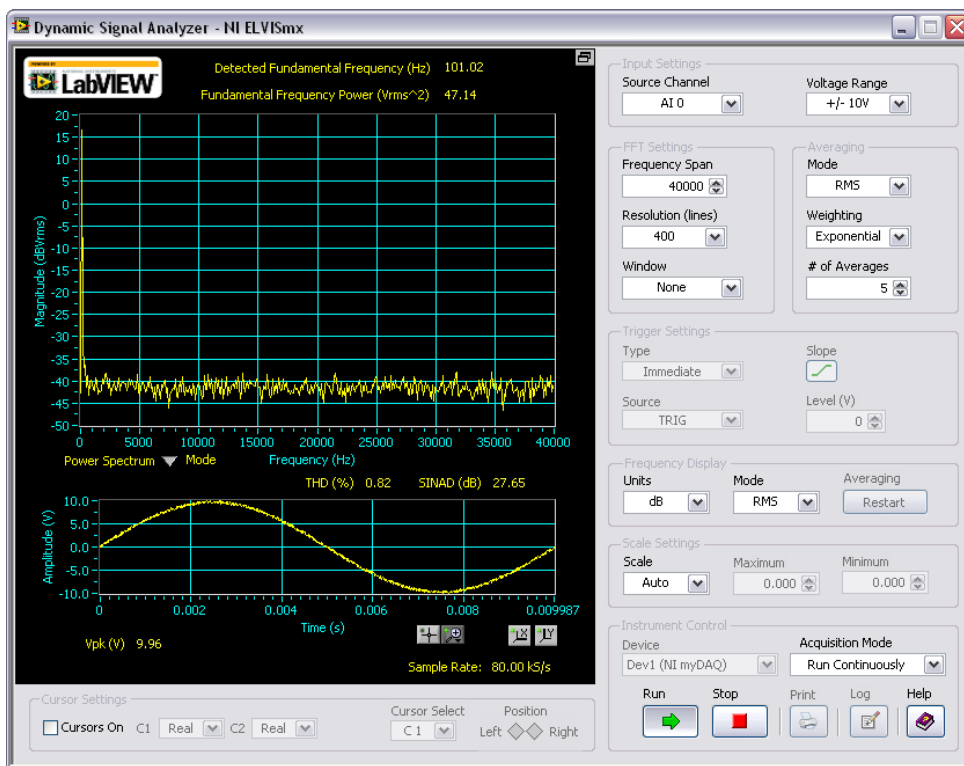 Dynamic Signal Analyzer - NI ELVISmx
POWERED BY
NATIONAL INSTRUMENTS
LabVIEW
Detected Fundamental Frequency (Hz) 101.02
Fundamental Frequency Power (Vrms^2) 47.14
Magnitude (dBVrms)
20
15
10
5
0
-5
-10
-15
-20
-25
-30
-35
-40
-45
-50
0 5000 10000 15000 20000 25000 30000 35000 40000
Power Spectrum Mode Frequency (Hz)
THD (%) 0.82 SINAD (dB) 27.65
Amplitude (V)
10.0
5.0
0.0
-5.0
-10.0
0 0.002 0.004 0.006 0.008 0.009987
Time (s)
Vpk (V) 9.96
Sample Rate: 80.00 kS/s
Cursor Settings
Cursors On C1 Real C2 Real
Cursor Select
C 1
Position
Left Right
Input Settings
Source Channel Voltage Range
AI 0 +/- 10V
FFT Settings
Frequency Span
40000
Resolution (lines)
400
Window
None
Averaging
Mode
RMS
Weighting
Exponential
# of Averages
5
Trigger Settings
Type Slope
Immediate
Source Level (V)
TRIG 0
Frequency Display
Units Mode Averaging
dB RMS Restart
Scale Settings
Scale Maximum Minimum
Auto 0.000 0.000
Instrument Control
Device Acquisition Mode
Dev1 (NI myDAQ) Run Continuously
Run Stop Print Log Help